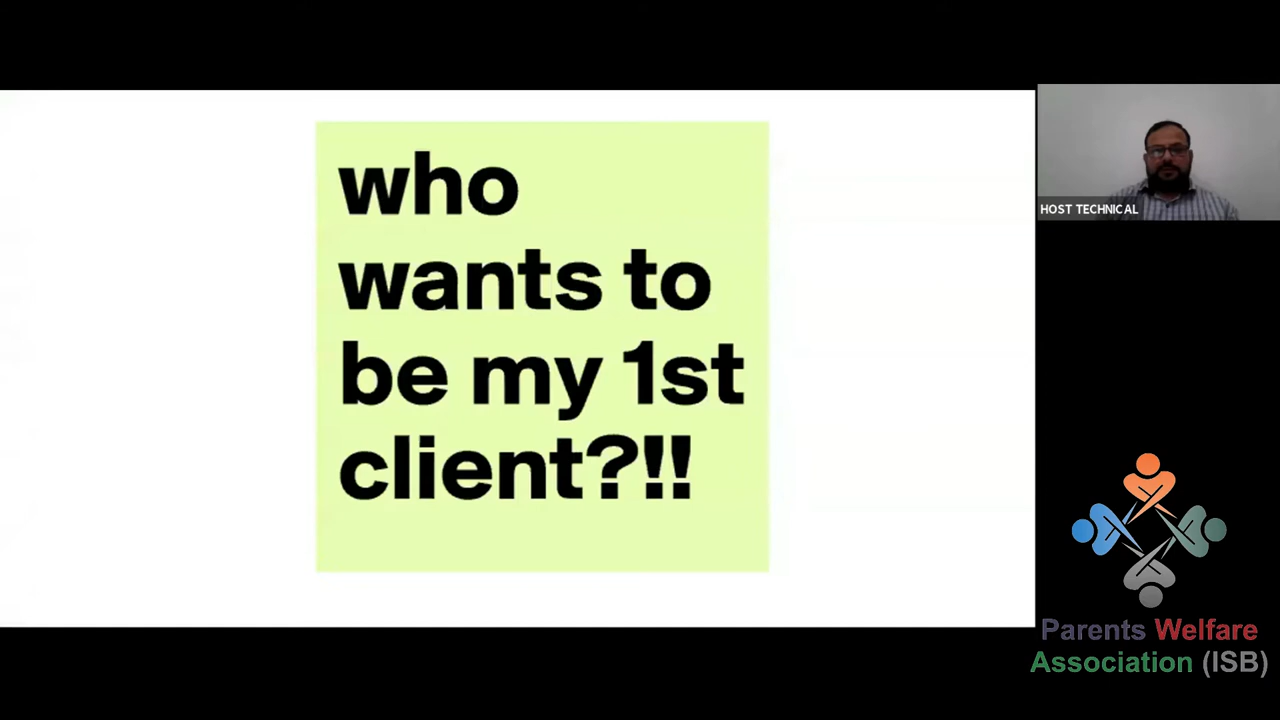 who
wants to
be my 1st
client?!!
HOST TECHNICAL
Parents Welfare
Association (ISB)